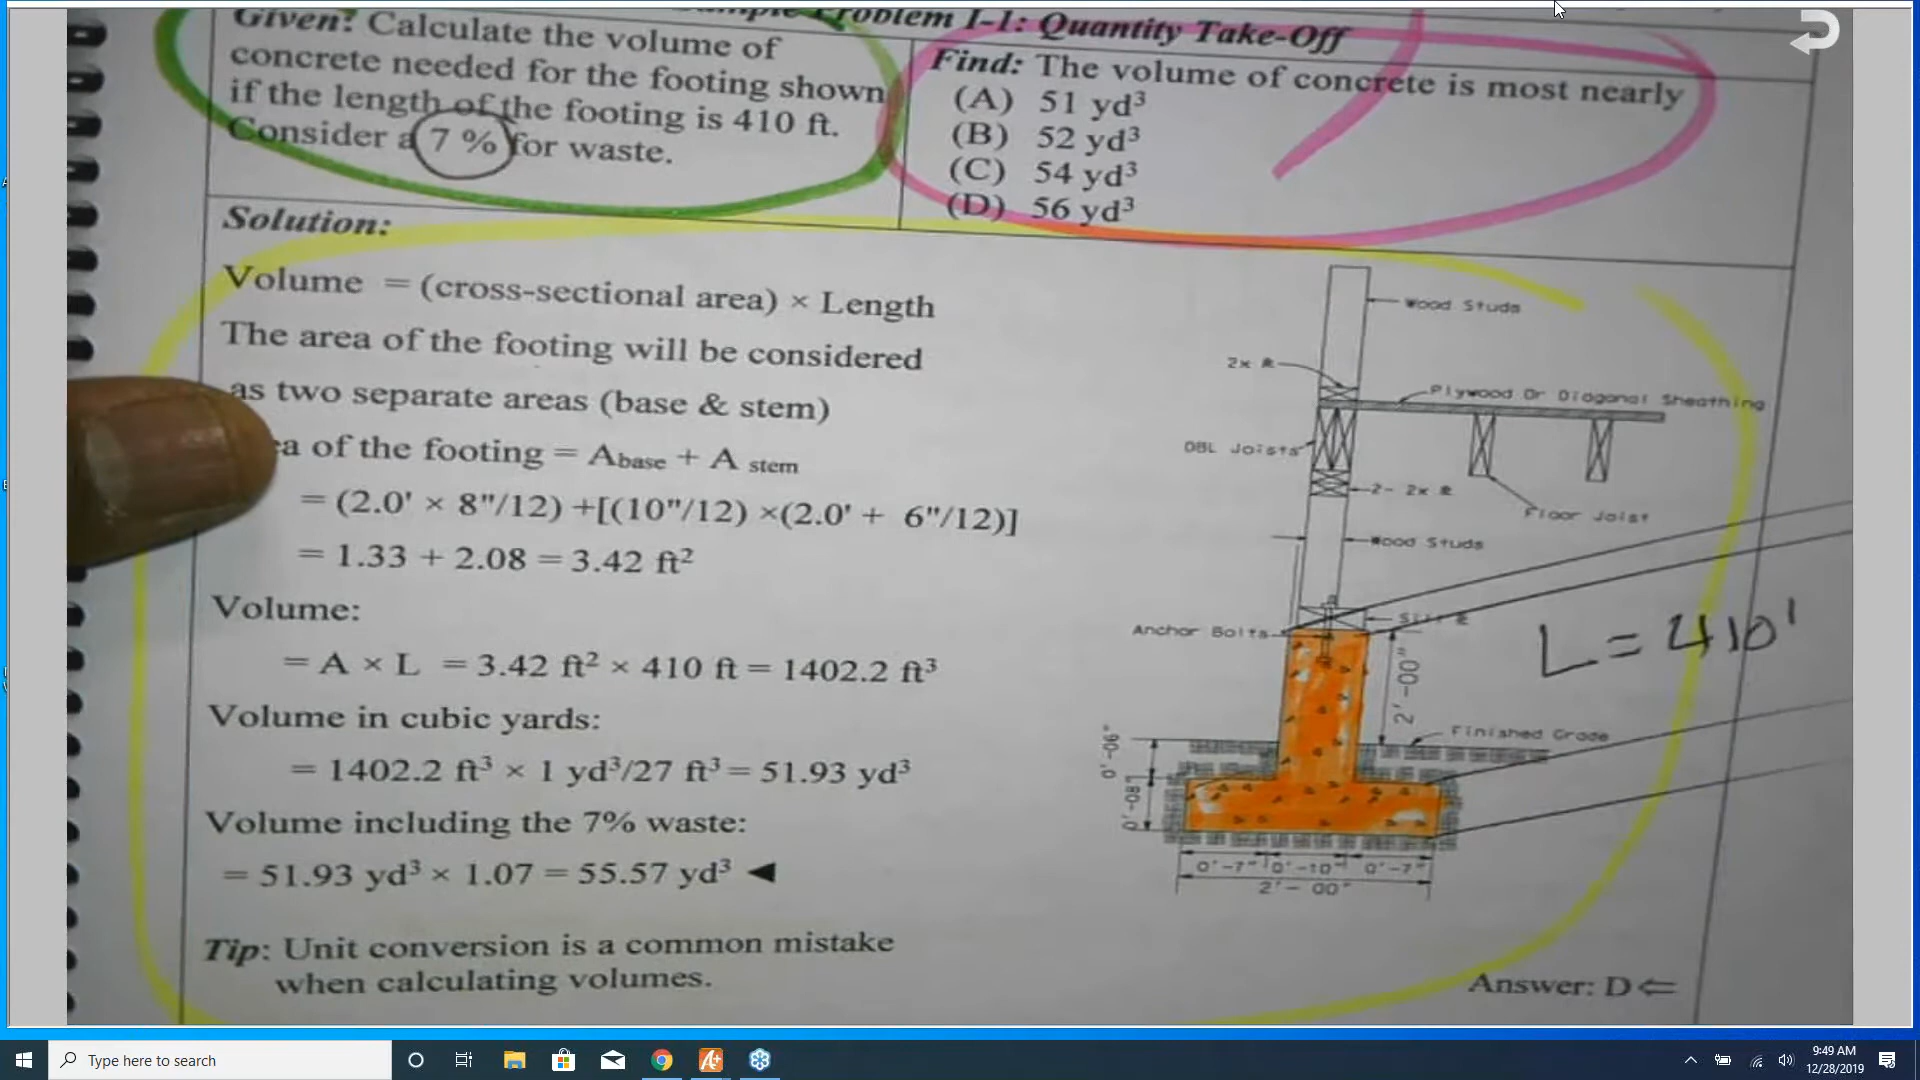 Problem I-1: Quantity Take-Off
Given: Calculate the volume of
concrete needed for the footing shown
if the length of the footing is 410 ft.
Consider a 7 % for waste.
Find: The volume of concrete is most nearly
(A) 51 yd³
(B) 52 yd³
(C) 54 yd³
(D) 56 yd³
Solution:
Volume = (cross-sectional area) × Length
The area of the footing will be considered
as two separate areas (base & stem)
of the footing = Abase + A stem
= (2.0' × 8"/12) +[(10"/12) ×(2.0' + 6"/12)]
= 1.33 + 2.08 = 3.42 ft²
Volume:
= A × L = 3.42 ft² × 410 ft = 1402.2 ft³
Volume in cubic yards:
= 1402.2 ft³ × 1 yd³/27 ft³ = 51.93 yd³
Volume including the 7% waste:
= 51.93 yd³ × 1.07 = 55.57 yd³ ◄
Tip: Unit conversion is a common mistake
when calculating volumes.
Wood Studs
2x ⅊
Plywood Or Diagonal Sheathing
DBL Joists
2- 2x ⅊
Floor Joist
Wood Studs
Anchor Bolts
L = 410'
2'-00"
Finished Grade
0'-06"
0'-08"
0'-7" 0'-10" 0'-7"
2'- 00"
Answer: D ⇐
Type here to search
9:49 AM
12/28/2019